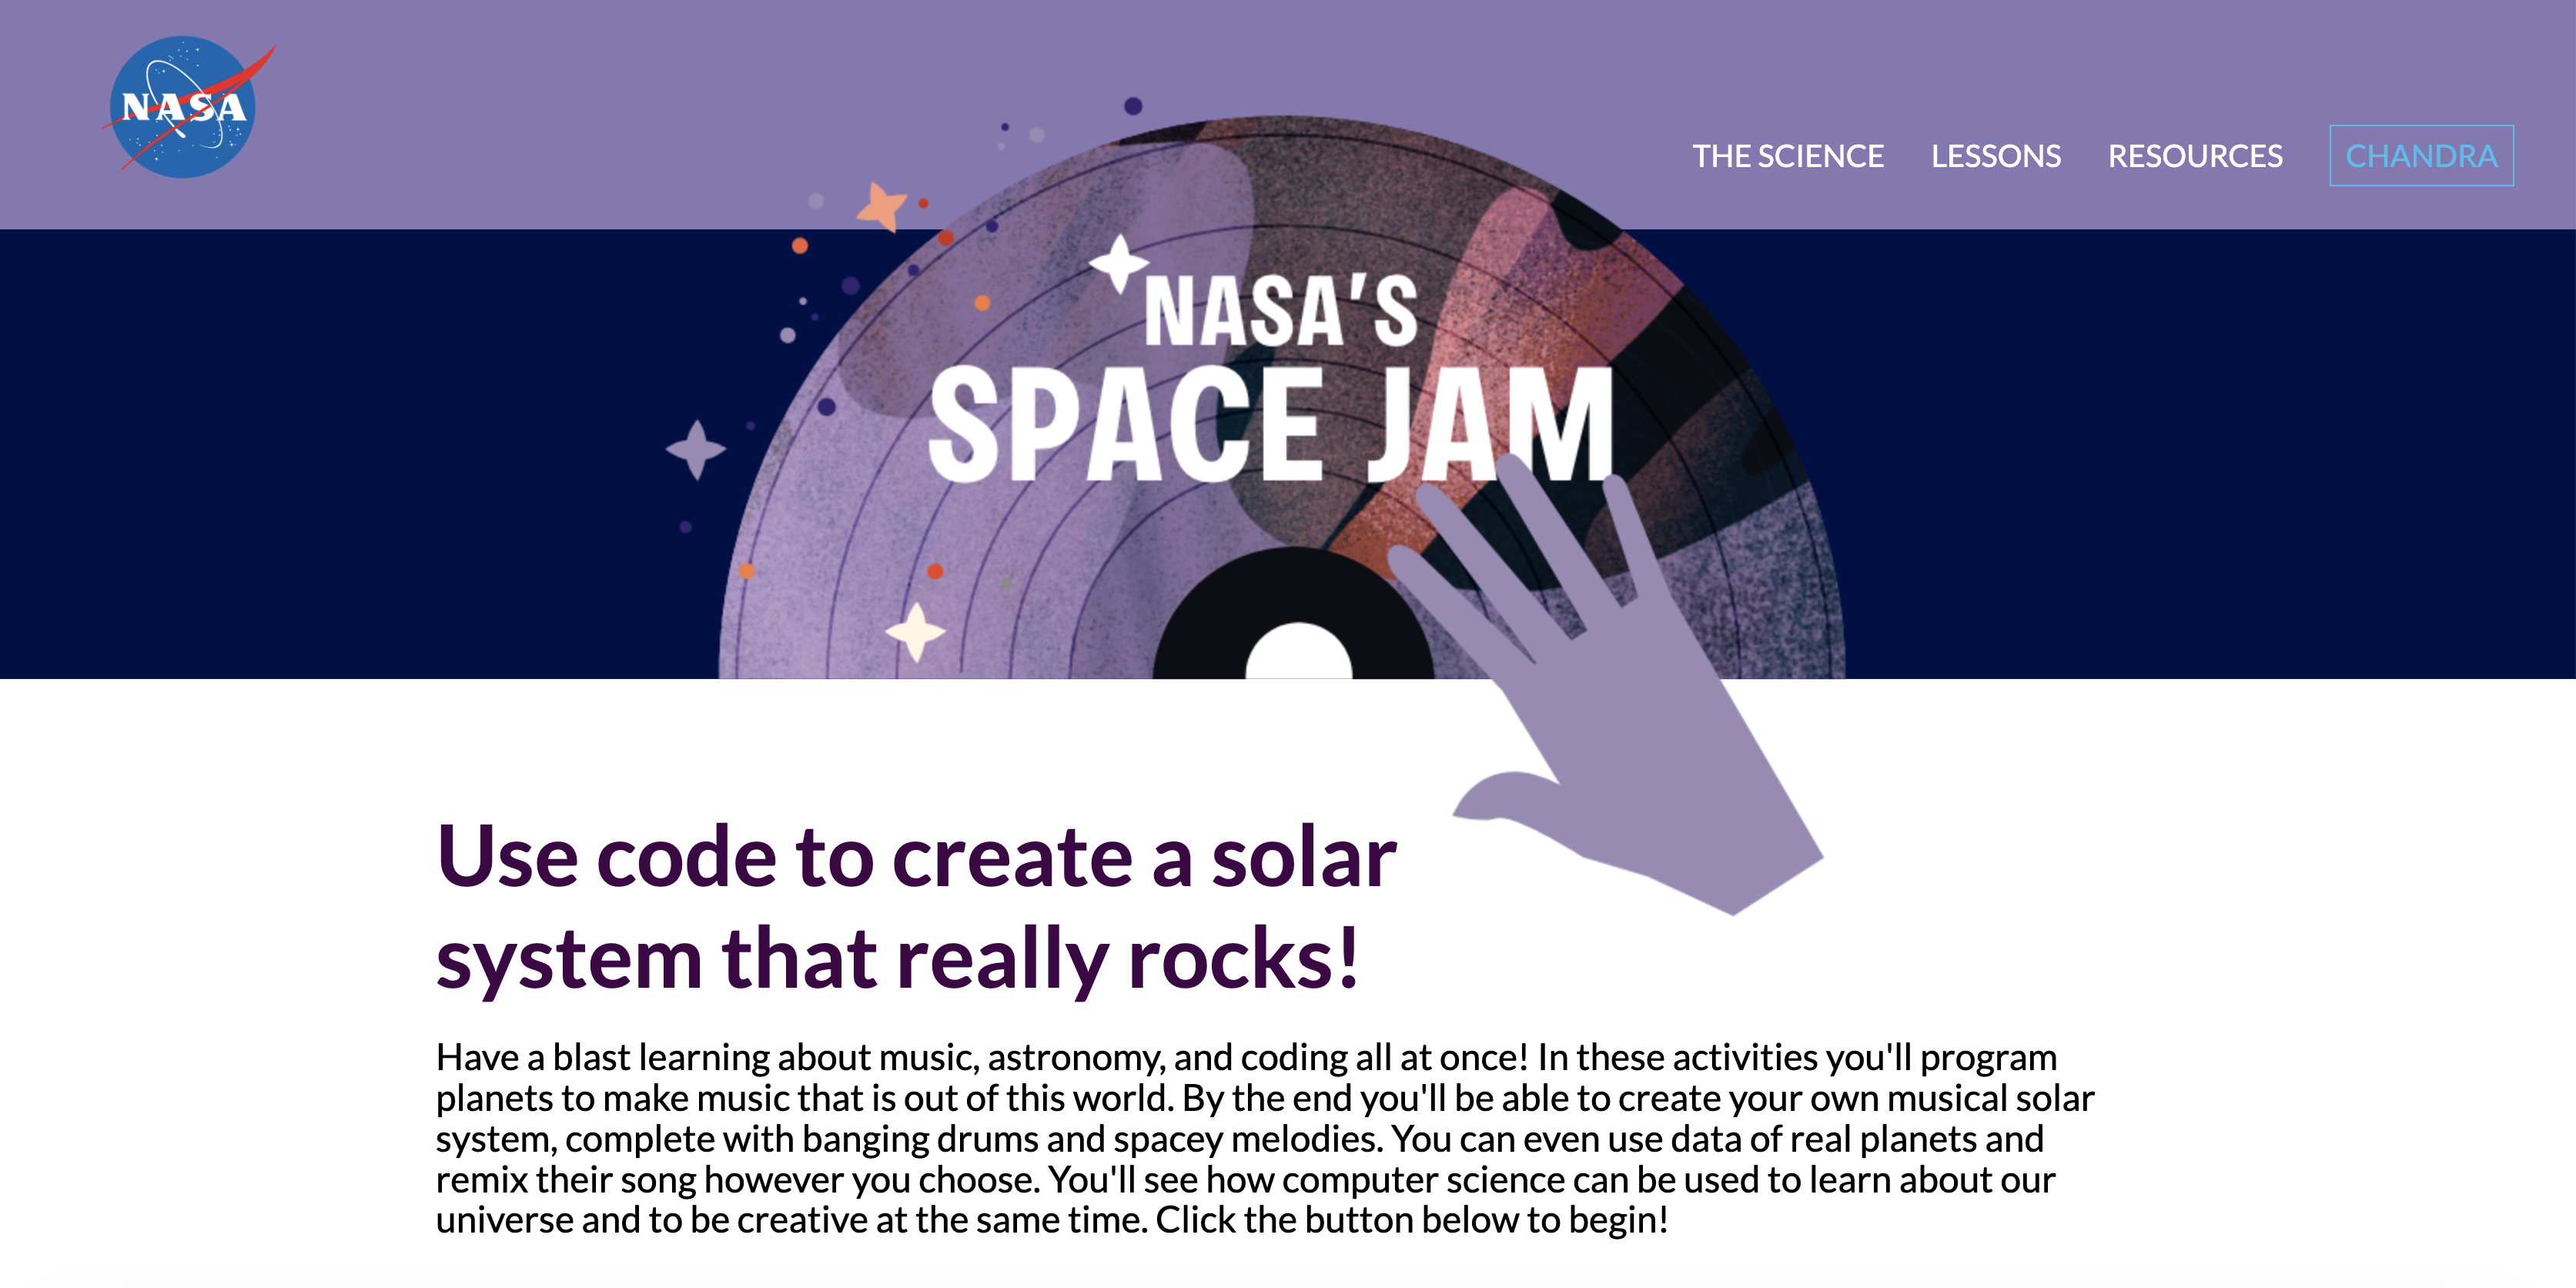 NASA
THE SCIENCE LESSONS RESOURCES CHANDRA
NASA'S
SPACE JAM
Use code to create a solar
system that really rocks!
Have a blast learning about music, astronomy, and coding all at once! In these activities you'll program
planets to make music that is out of this world. By the end you'll be able to create your own musical solar
system, complete with banging drums and spacey melodies. You can even use data of real planets and
remix their song however you choose. You'll see how computer science can be used to learn about our
universe and to be creative at the same time. Click the button below to begin!